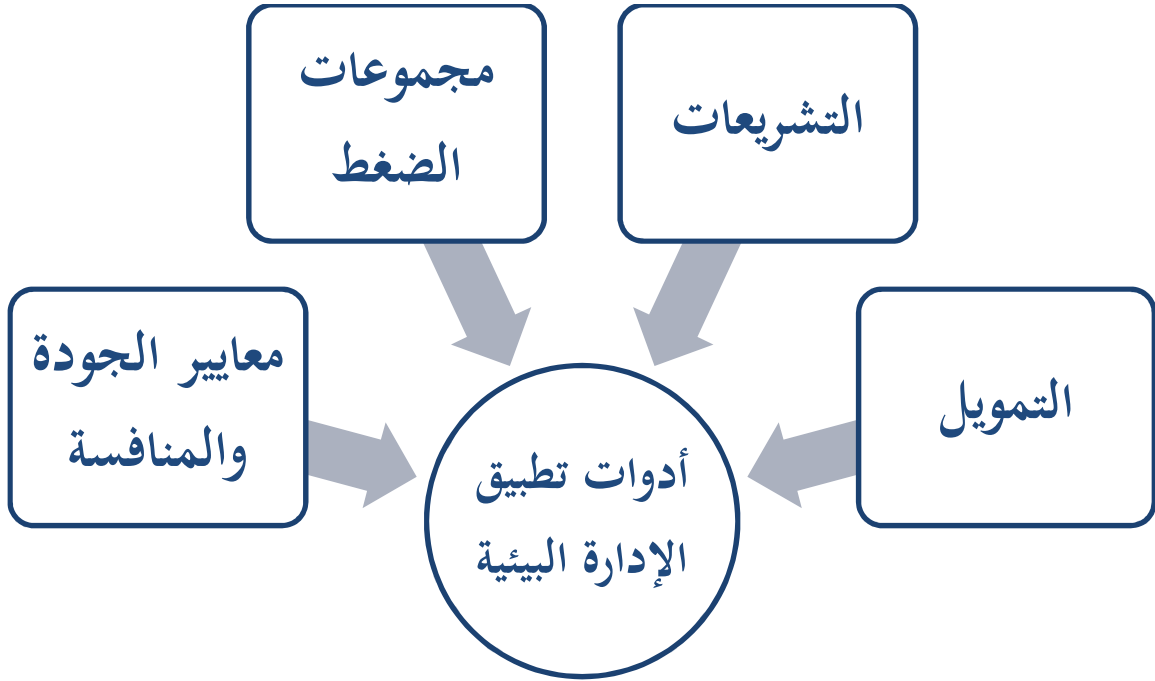 التشريعات
مجموعات
الضغط
التمويل
معايير الجودة
والمنافسة
أدوات تطبيق
الإدارة البيئية